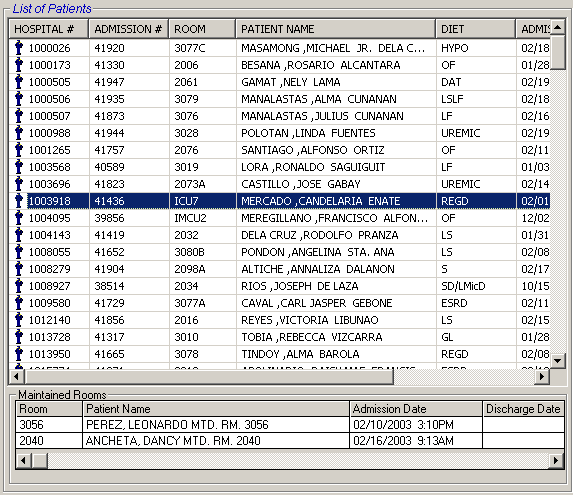 List of Patients
HOSPITAL # ADMISSION # ROOM PATIENT NAME DIET ADMIS
1000026 41920 3077C MASAMONG ,MICHAEL JR. DELA C... HYPO 02/18
1000173 41330 2006 BESANA ,ROSARIO ALCANTARA OF 01/28
1000505 41947 2061 GAMAT ,NELY LAMA DAT 02/19
1000506 41935 3079 MANALASTAS ,ALMA CUNANAN LSLF 02/18
1000507 41873 3076 MANALASTAS ,JULIUS CUNANAN LF 02/16
1000988 41944 3028 POLOTAN ,LINDA FUENTES UREMIC 02/19
1001265 41757 2076 SANTIAGO ,ALFONSO ORTIZ OF 02/11
1003568 40589 3019 LORA ,RONALDO SAGUIGUIT LF 01/03
1003696 41823 2073A CASTILLO ,JOSE GABAY UREMIC 02/14
1003918 41436 ICU7 MERCADO ,CANDELARIA ENATE REGD 02/01
1004095 39856 IMCU2 MEREGILLANO ,FRANCISCO ALFON... OF 12/02
1004143 41419 2032 DELA CRUZ ,RODOLFO PRANZA LS 01/31
1008055 41652 3080B PONDON ,ANGELINA STA. ANA LS 02/08
1008279 41904 2098A ALTICHE ,ANNALIZA DALANON S 02/17
1008927 38514 2034 RIOS ,JOSEPH DE LAZA SD/LMicD 10/15
1009580 41729 3077A CAVAL ,CARL JASPER GEBONE ESRD 02/11
1012140 41856 2016 REYES ,VICTORIA LIBUNAO LS 02/15
1013728 41317 3010 TOBIA ,REBECCA VIZCARRA GL 01/28
1013950 41665 3078 TINDOY ,ALMA BAROLA REGD 02/08
Maintained Rooms
Room Patient Name Admission Date Discharge Date
3056 PEREZ, LEONARDO MTD. RM. 3056 02/10/2003 3:10PM
2040 ANCHETA, DANCY MTD. RM. 2040 02/16/2003 9:13AM